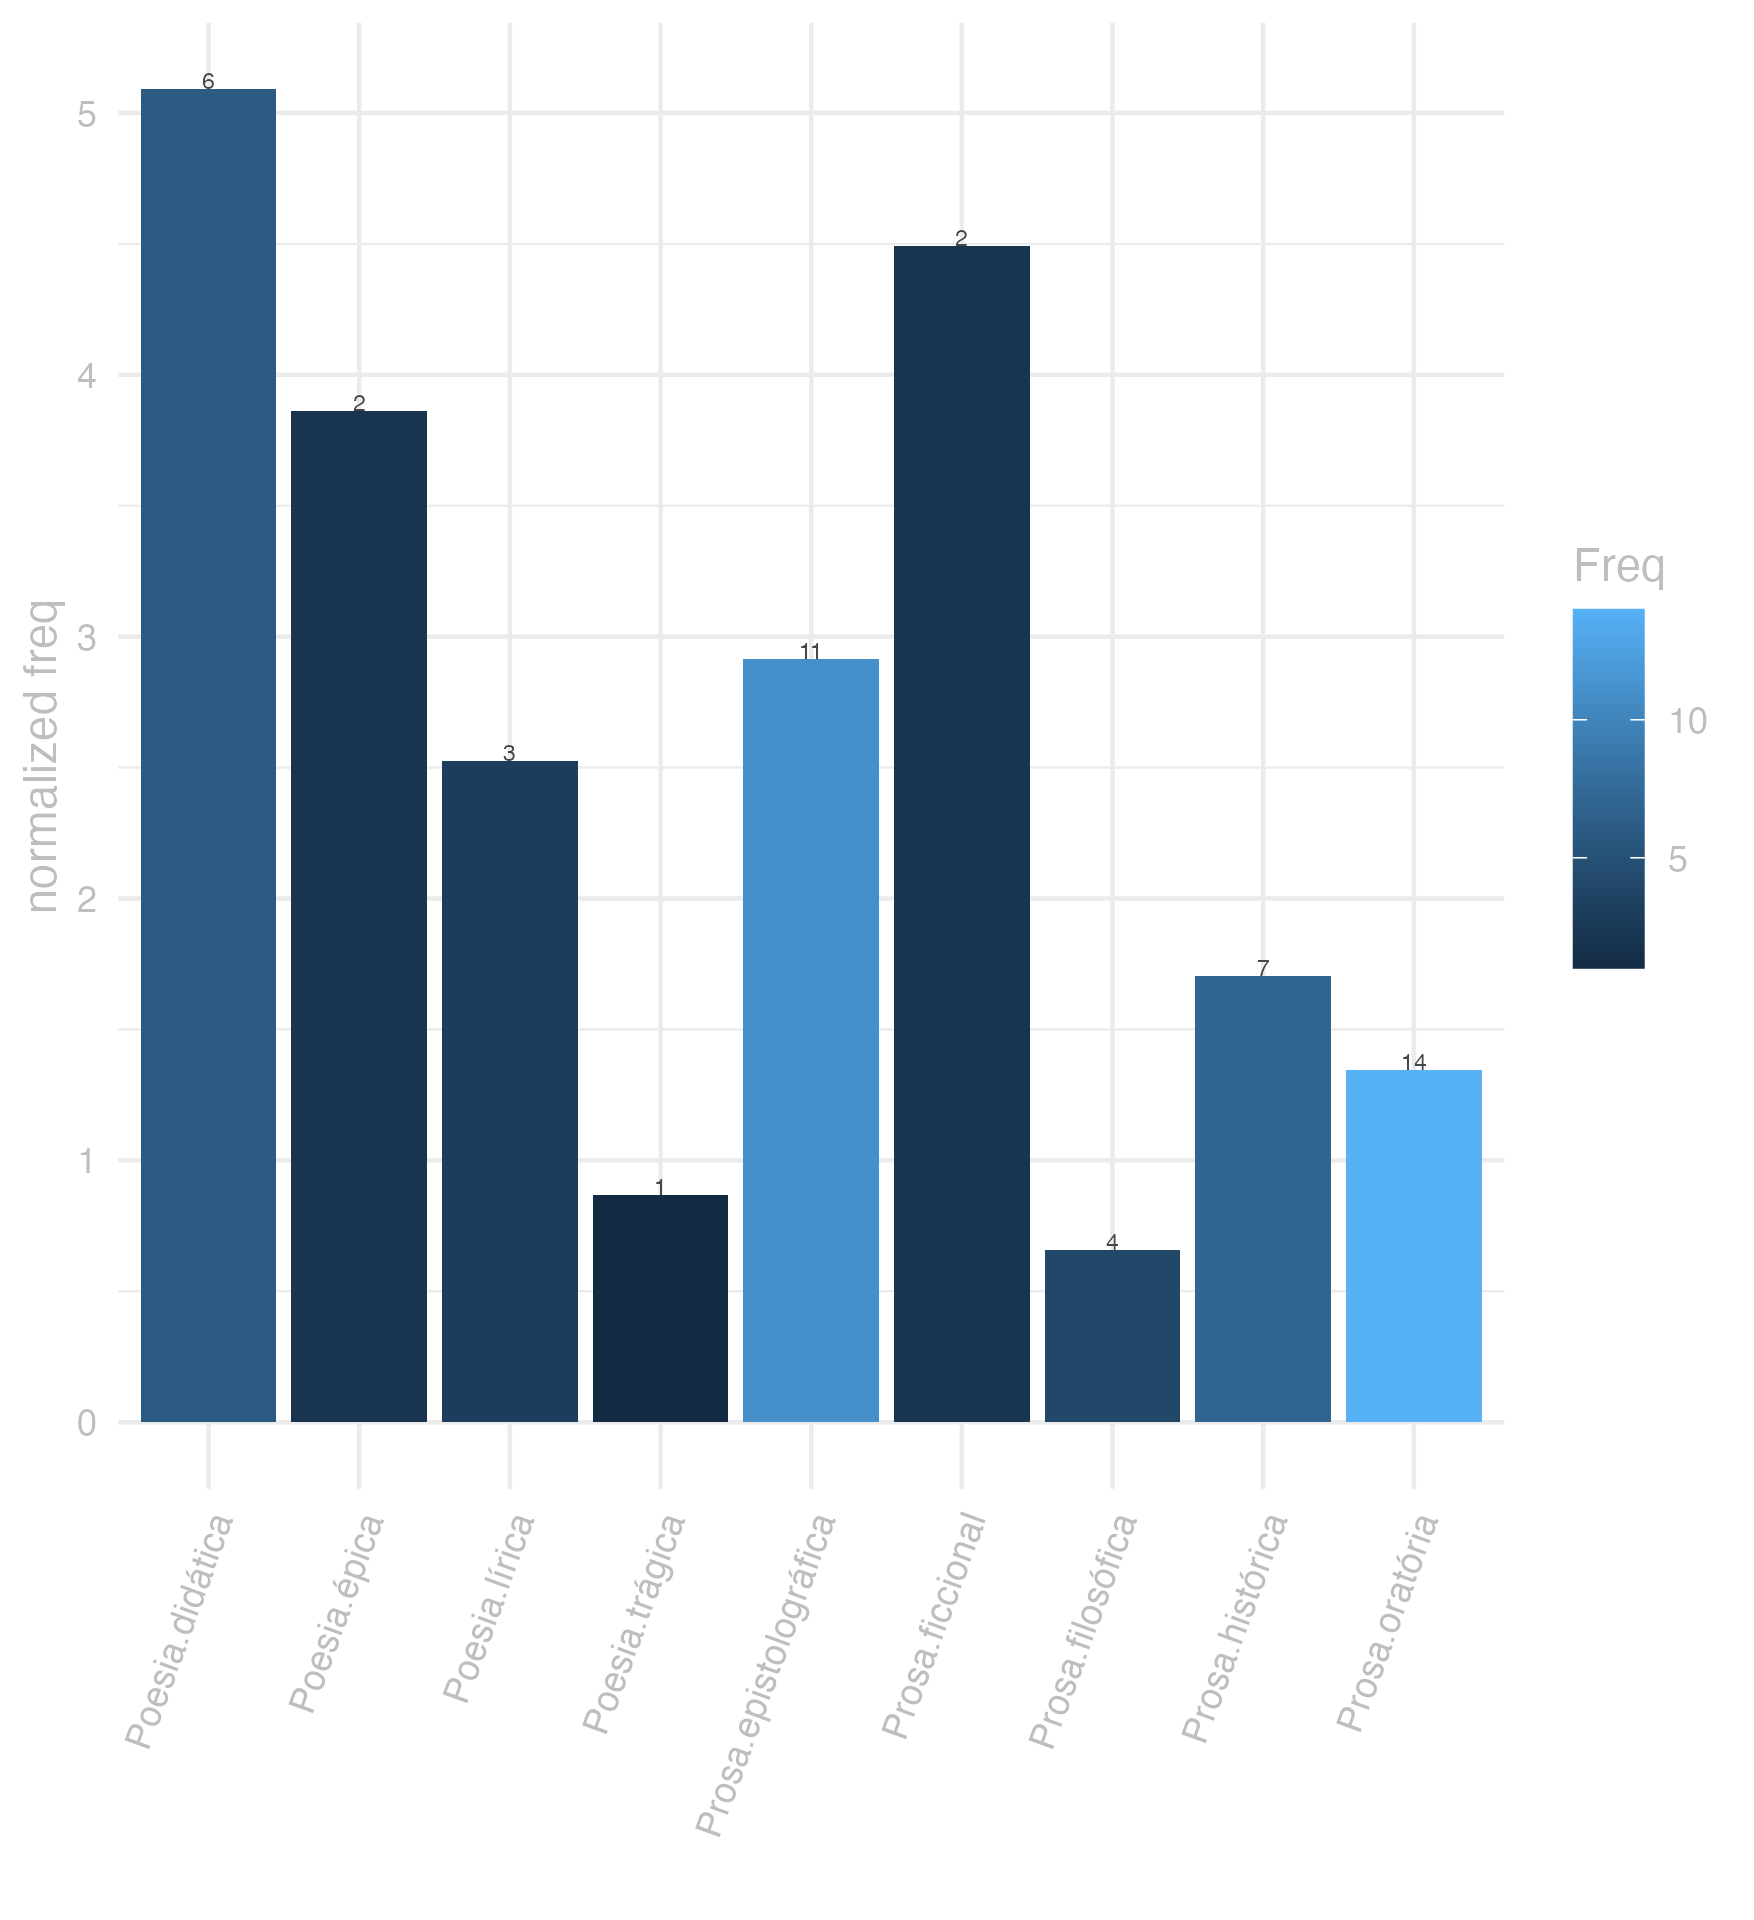 normalized freq
5
4
3
2
1
0
6
2
3
1
11
2
4
7
14
Poesia.didática
Poesia.épica
Poesia.lírica
Poesia.trágica
Prosa.epistolográfica
Prosa.ficcional
Prosa.filosófica
Prosa.histórica
Prosa.oratória
Freq
10
5